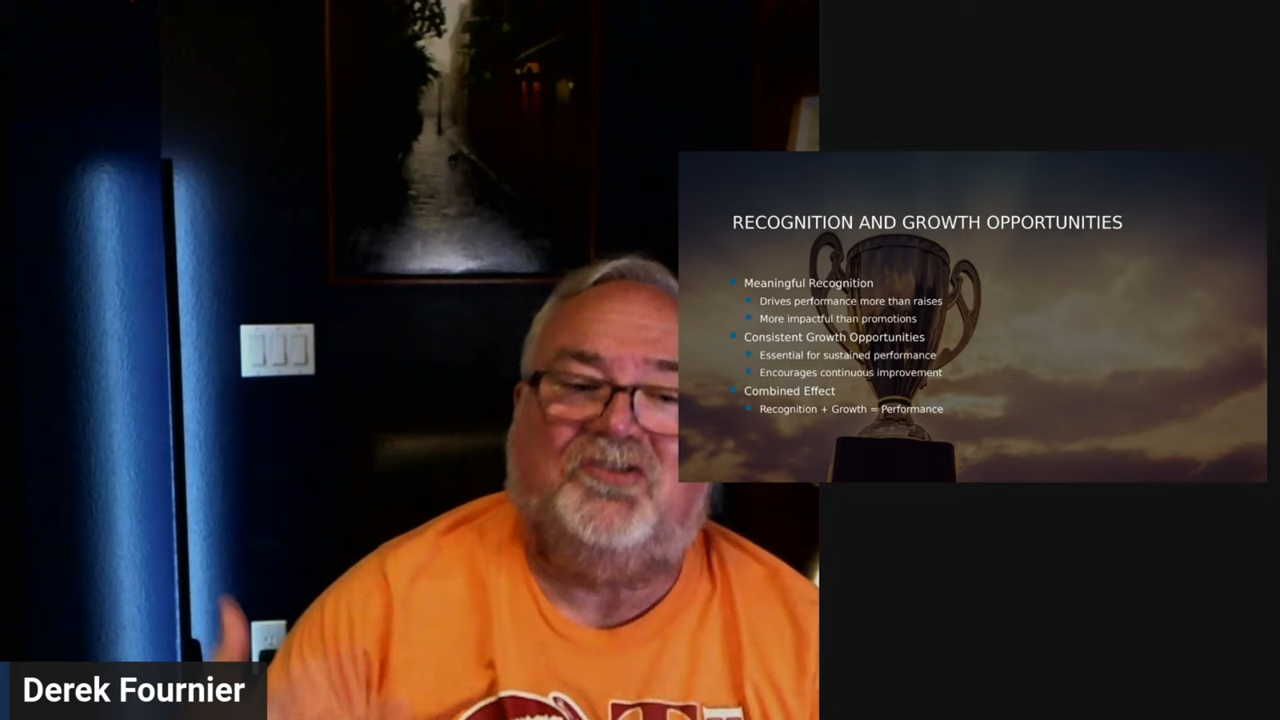 RECOGNITION AND GROWTH OPPORTUNITIES
Meaningful Recognition
Drives performance more than raises
More impactful than promotions
Consistent Growth Opportunities
Essential for sustained performance
Encourages continuous improvement
Combined Effect
Recognition + Growth = Performance
Derek Fournier